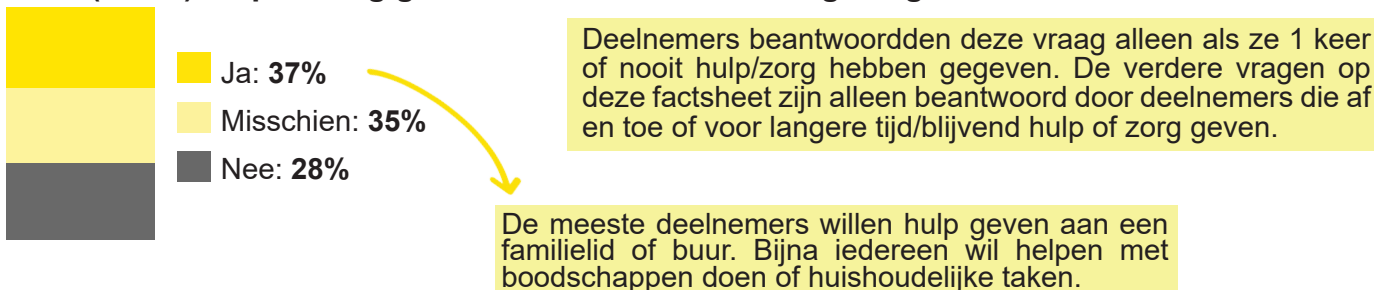 Ja: 37%
Misschien: 35%
Nee: 28%
Deelnemers beantwoordden deze vraag alleen als ze 1 keer
of nooit hulp/zorg hebben gegeven. De verdere vragen op
deze factsheet zijn alleen beantwoord door deelnemers die af
en toe of voor langere tijd/blijvend hulp of zorg geven.
De meeste deelnemers willen hulp geven aan een
familielid of buur. Bijna iedereen wil helpen met
boodschappen doen of huishoudelijke taken.